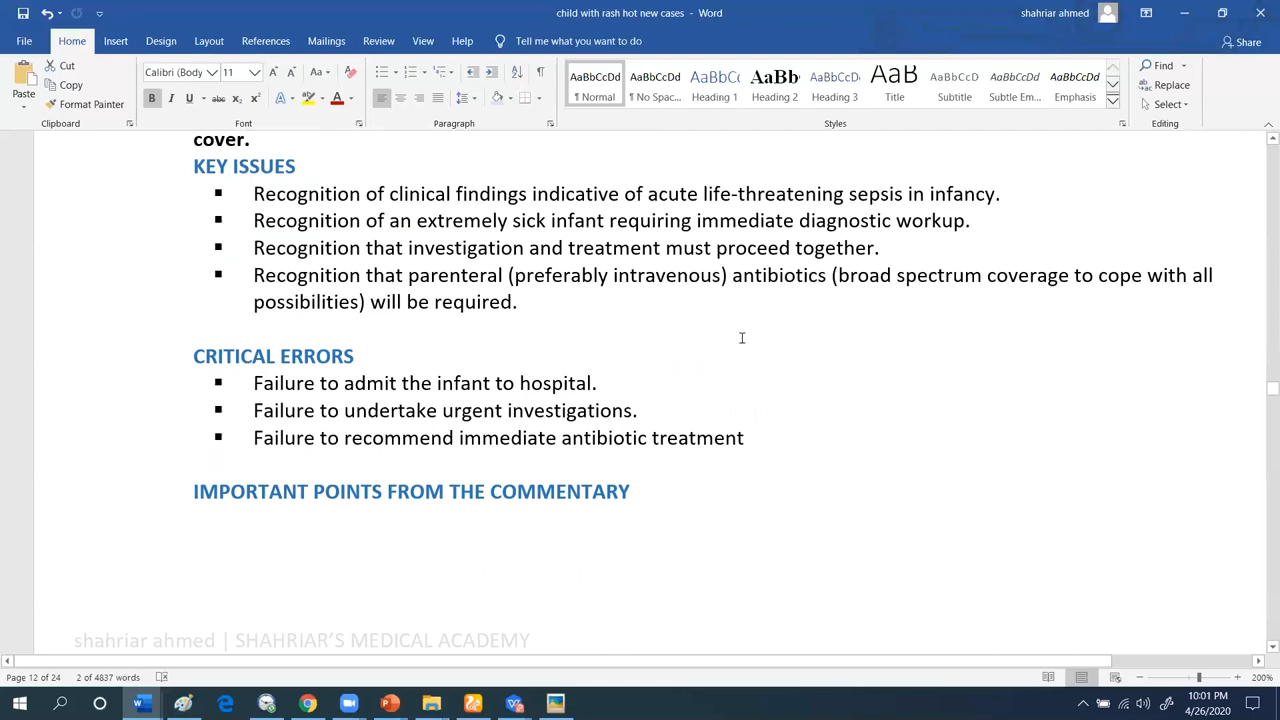 child with rash hot new cases - Word
shahriar ahmed
File Home Insert Design Layout References Mailings Review View Help Tell me what you want to do
Share
Paste
Cut
Copy
Format Painter
Clipboard
Calibri (Body
11
Font
Paragraph
AaBbCcDd AaBbCcDd AaBbCc AaBb AaBbCcDd AaB AaBbCcDd AaBbCcDd AaBbCcDd
¶ Normal ¶ No Spac... Heading 1 Heading 2 Heading 3 Title Subtitle Subtle Em... Emphasis
Styles
Find
Replace
Select
Editing
cover.
KEY ISSUES
▪ Recognition of clinical findings indicative of acute life-threatening sepsis in infancy.
▪ Recognition of an extremely sick infant requiring immediate diagnostic workup.
▪ Recognition that investigation and treatment must proceed together.
▪ Recognition that parenteral (preferably intravenous) antibiotics (broad spectrum coverage to cope with all
possibilities) will be required.
CRITICAL ERRORS
▪ Failure to admit the infant to hospital.
▪ Failure to undertake urgent investigations.
▪ Failure to recommend immediate antibiotic treatment
IMPORTANT POINTS FROM THE COMMENTARY
shahriar ahmed | SHAHRIAR'S MEDICAL ACADEMY
Page 12 of 24 2 of 4837 words
200%
10:01 PM
4/26/2020